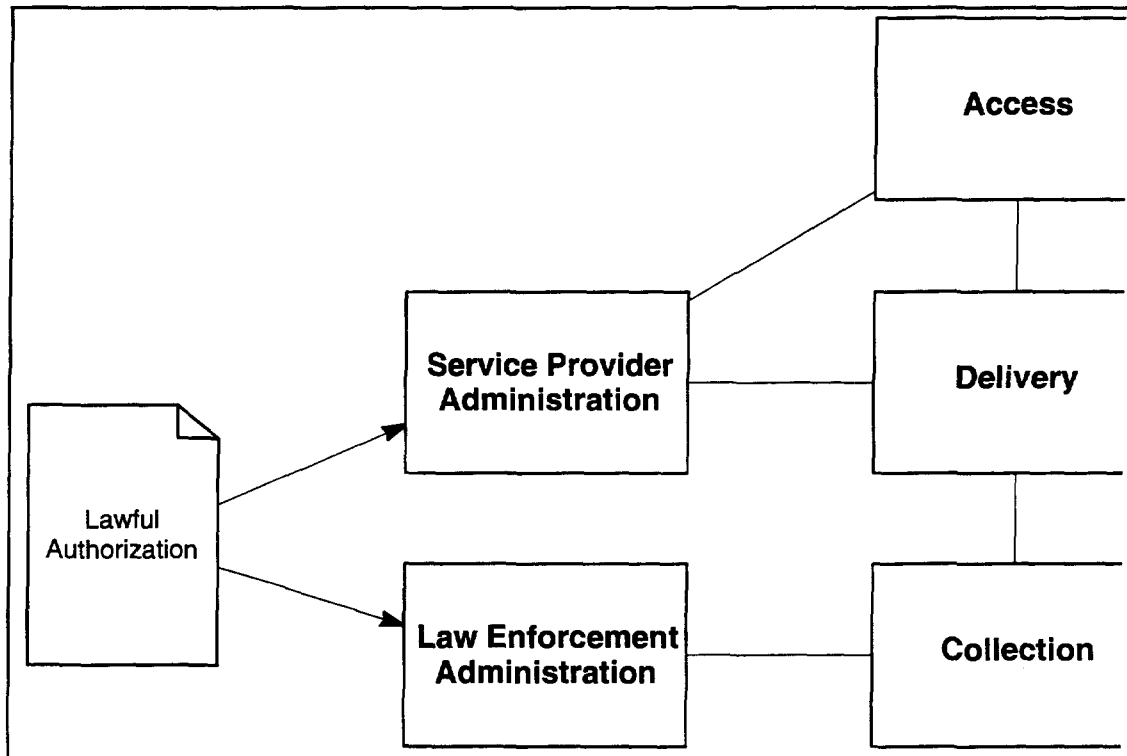 Access
Service Provider
Administration
Delivery
Lawful
Authorization
Law Enforcement
Administration
Collection